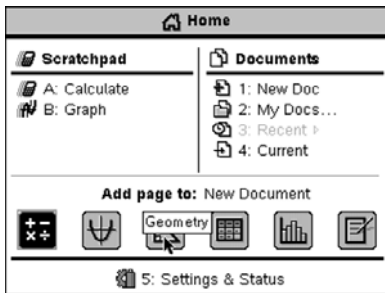 Home
Scratchpad
A: Calculate
B: Graph
Documents
1: New Doc
2: My Docs...
3: Recent ▹
4: Current
Add page to: New Document
Geometry
5: Settings & Status